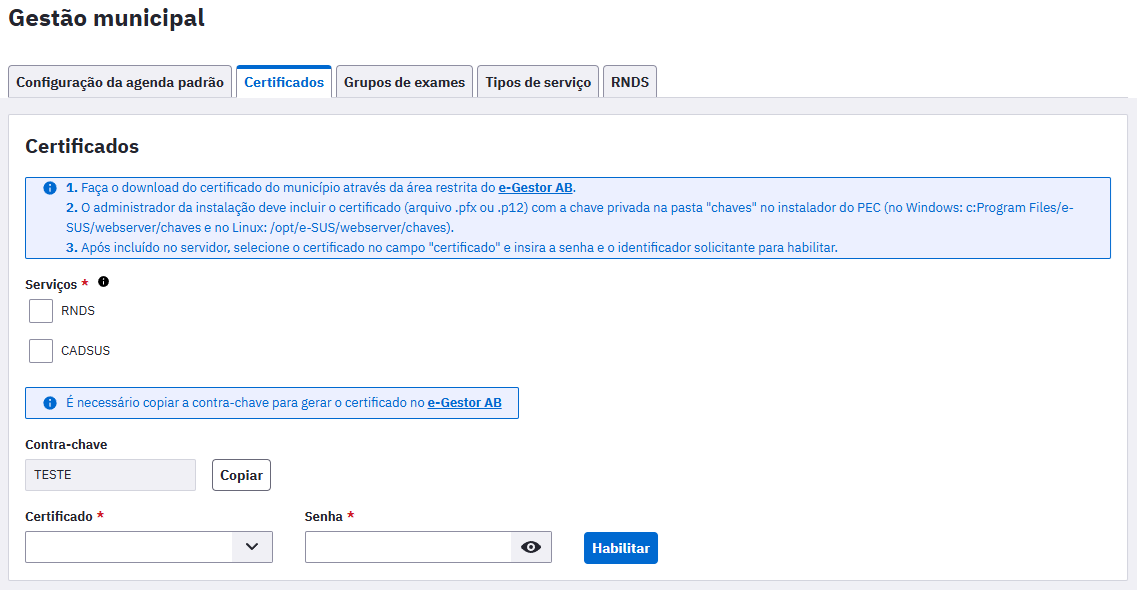 Gestão municipal
Configuração da agenda padrão
Certificados
Grupos de exames
Tipos de serviço
RNDS
Certificados
1. Faça o download do certificado do município através da área restrita do e-Gestor AB.
2. O administrador da instalação deve incluir o certificado (arquivo .pfx ou .p12) com a chave privada na pasta "chaves" no instalador do PEC (no Windows: c:Program Files/e-
SUS/webserver/chaves e no Linux: /opt/e-SUS/webserver/chaves).
3. Após incluído no servidor, selecione o certificado no campo "certificado" e insira a senha e o identificador solicitante para habilitar.
Serviços *
RNDS
CADSUS
É necessário copiar a contra-chave para gerar o certificado no e-Gestor AB
Contra-chave
TESTE
Copiar
Certificado *
Senha *
Habilitar